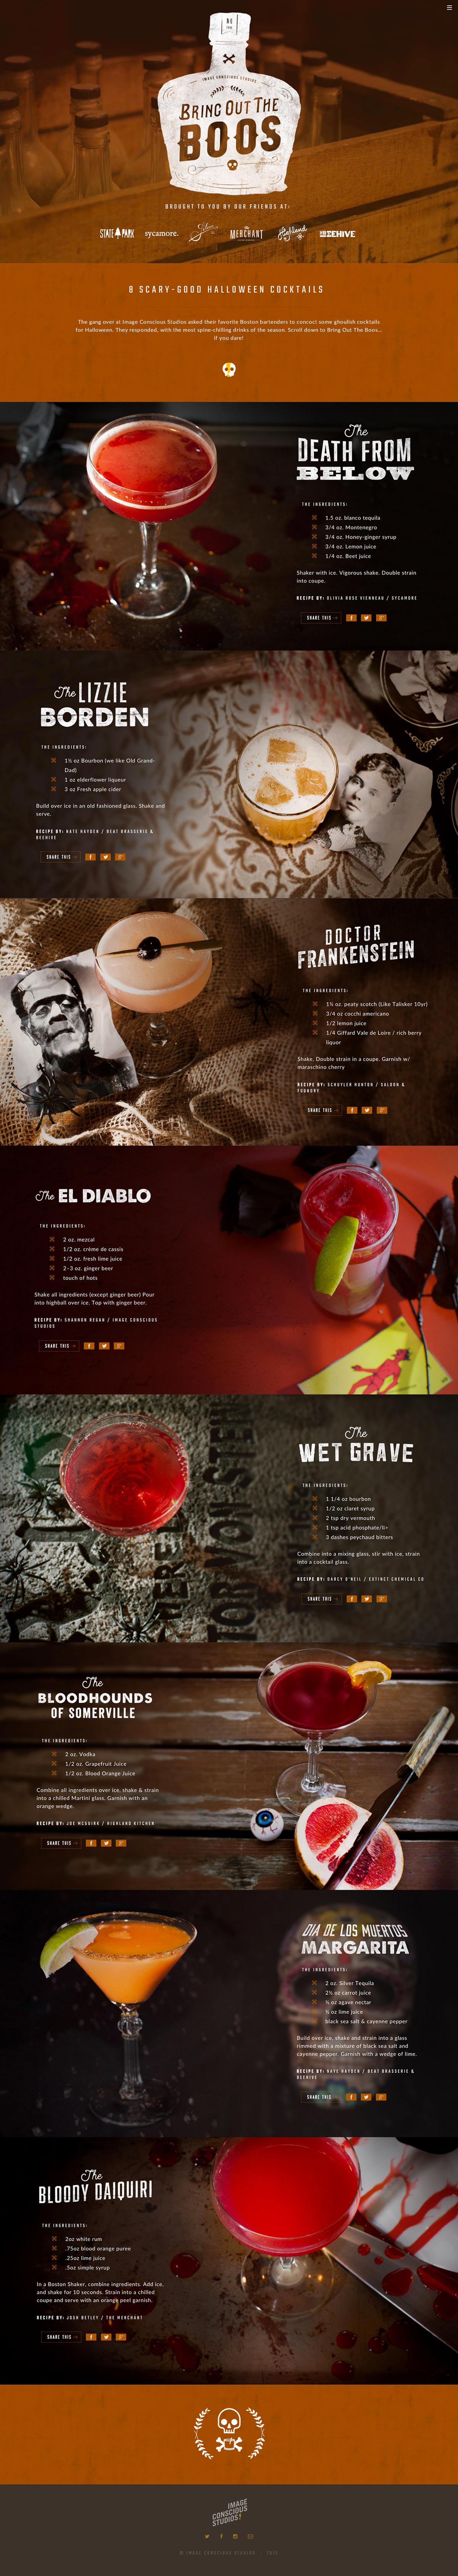 IMAGE CONSCIOUS STUDIOS
BRING OUT THE
BOOS
BROUGHT TO YOU BY OUR FRIENDS AT:
STATE PARK sycamore. THE MERCHANT Highland BEEHIVE
8 SCARY-GOOD HALLOWEEN COCKTAILS
The gang over at Image Conscious Studios asked their favorite Boston bartenders to concoct some ghoulish cocktails
for Halloween. They responded, with the most spine-chilling drinks of the season. Scroll down to Bring Out The Boos...
If you dare!
The
DEATH FROM
BELOW
THE INGREDIENTS:
1.5 oz. blanco tequila
3/4 oz. Montenegro
3/4 oz. Honey-ginger syrup
3/4 oz. Lemon juice
1/4 oz. Beet juice
Shaker with ice. Vigorous shake. Double strain
into coupe.
RECIPE BY: OLIVIA ROSE VIENNEAU / SYCAMORE
SHARE THIS
The LIZZIE
BORDEN
THE INGREDIENTS:
1½ oz Bourbon (we like Old Grand-
Dad)
1 oz elderflower liqueur
3 oz Fresh apple cider
Build over ice in an old fashioned glass. Shake and
serve.
RECIPE BY: NATE HAYDEN / BEAT BRASSERIE &
BEEHIVE
SHARE THIS
DOCTOR
FRANKENSTEIN
THE INGREDIENTS:
1½ oz. peaty scotch (Like Talisker 10yr)
3/4 oz cocchi americano
1/2 lemon juice
1/4 Giffard Vale de Loire / rich berry
liquor
Shake. Double strain in a coupe. Garnish w/
maraschino cherry
RECIPE BY: SCHUYLER HUNTON / SALOON &
FOUNDRY
SHARE THIS
The EL DIABLO
THE INGREDIENTS:
2 oz. mezcal
1/2 oz. crème de cassis
1/2 oz. fresh lime juice
2–3 oz. ginger beer
touch of hots
Shake all ingredients (except ginger beer) Pour
into highball over ice. Top with ginger beer.
RECIPE BY: SHANNON REGAN / IMAGE CONSCIOUS
STUDIOS
SHARE THIS
The
WET GRAVE
THE INGREDIENTS:
1 1/4 oz bourbon
1/2 oz claret syrup
2 tsp dry vermouth
1 tsp acid phosphate/li>
3 dashes peychaud bitters
Combine into a mixing glass, stir with ice, strain
into a cocktail glass.
RECIPE BY: DARCY O'NEIL / EXTINCT CHEMICAL CO
SHARE THIS
The
BLOODHOUNDS
OF SOMERVILLE
THE INGREDIENTS:
2 oz. Vodka
1/2 oz. Grapefruit Juice
1/2 oz. Blood Orange Juice
Combine all ingredients over ice, shake & strain
into a chilled Martini glass. Garnish with an
orange wedge.
RECIPE BY: JOE MCGUIRK / HIGHLAND KITCHEN
SHARE THIS
DIA DE LOS MUERTOS
MARGARITA
THE INGREDIENTS:
2 oz. Silver Tequila
2½ oz carrot juice
½ oz agave nectar
½ oz lime juice
black sea salt & cayenne pepper
Build over ice, shake and strain into a glass
rimmed with a mixture of black sea salt and
cayenne pepper. Garnish with a wedge of lime.
RECIPE BY: NATE HAYDEN / BEAT BRASSERIE &
BEEHIVE
SHARE THIS
The
BLOODY DAIQUIRI
THE INGREDIENTS:
2oz white rum
.75oz blood orange puree
.25oz lime juice
.5oz simple syrup
In a Boston Shaker, combine ingredients. Add ice,
and shake for 10 seconds. Strain into a chilled
coupe and serve with an orange peel garnish.
RECIPE BY: JOSH BETLEY / THE MERCHANT
SHARE THIS
IMAGE
CONSCIOUS
STUDIOS
© IMAGE CONSCIOUS STUDIOS